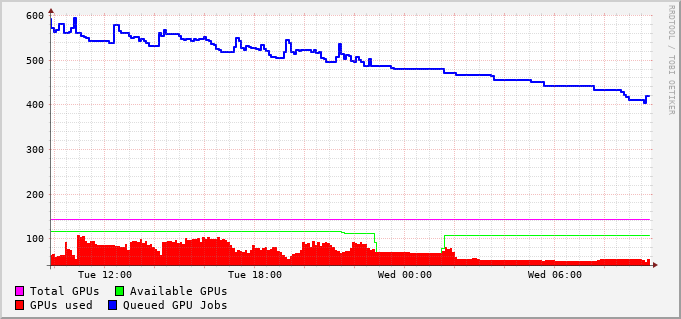 600
500
400
300
200
100
Tue 12:00 Tue 18:00 Wed 00:00 Wed 06:00
Total GPUs Available GPUs
GPUs used Queued GPU Jobs
RRDTOOL / TOBI OETIKER